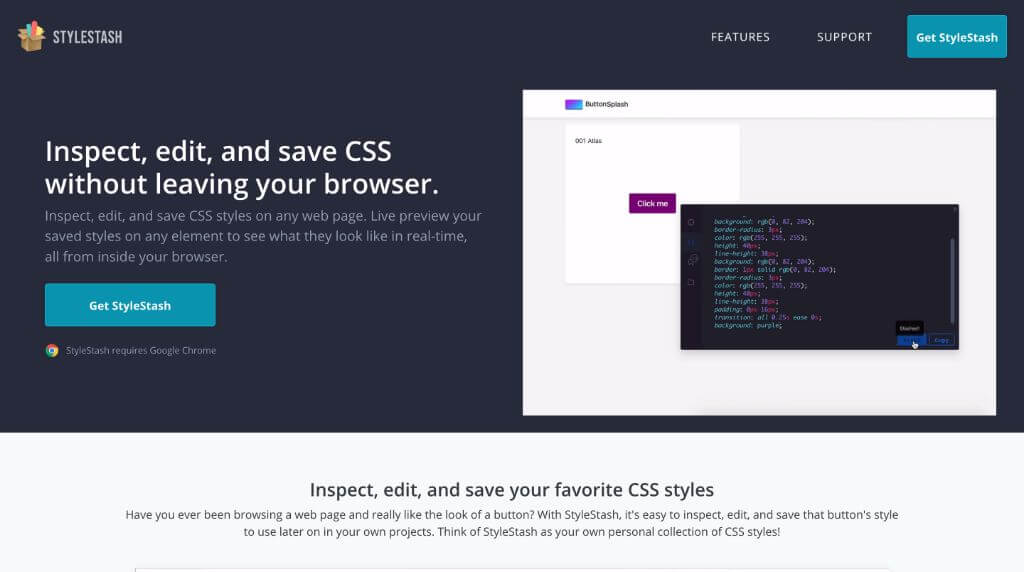 STYLESTASH
FEATURES
SUPPORT
Get StyleStash
Inspect, edit, and save CSS
without leaving your browser.
Inspect, edit, and save CSS styles on any web page. Live preview your
saved styles on any element to see what they look like in real-time,
all from inside your browser.
Get StyleStash
StyleStash requires Google Chrome
ButtonSplash
001 Atlas
Click me
background: rgb(0, 82, 204);
border-radius: 3px;
color: rgb(255, 255, 255);
height: 40px;
line-height: 38px;
background: rgb(0, 82, 204);
border: 1px solid rgb(0, 82, 204);
border-radius: 3px;
color: rgb(255, 255, 255);
height: 40px;
line-height: 38px;
padding: 0px 16px;
transition: all 0.25s ease 0s;
background: purple;
Stashed!
Copy
Inspect, edit, and save your favorite CSS styles
Have you ever been browsing a web page and really like the look of a button? With StyleStash, it's easy to inspect, edit, and save that button's style
to use later on in your own projects. Think of StyleStash as your own personal collection of CSS styles!